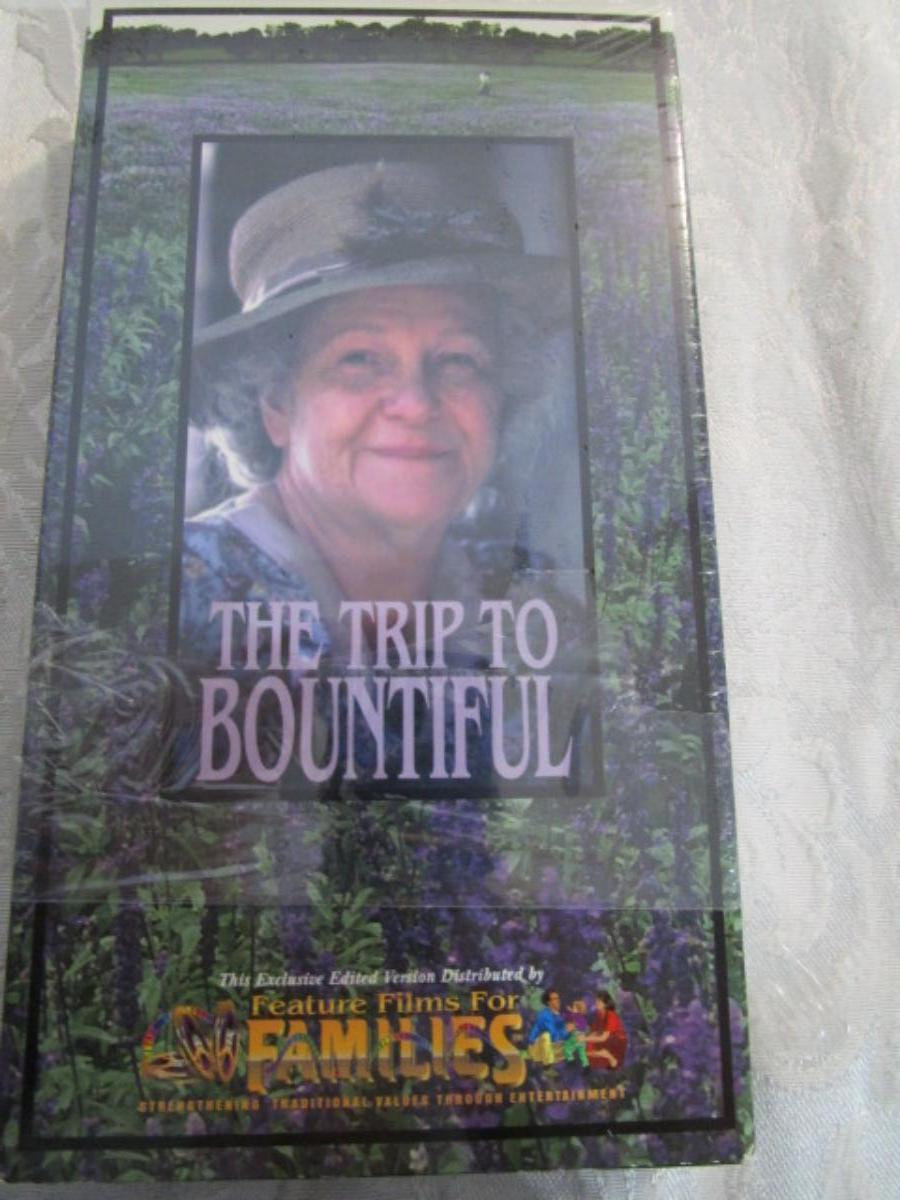 THE TRIP TO
BOUNTIFUL
This Exclusive Edited Version Distributed by
Feature Films For
FAMILIES
STRENGTHENING TRADITIONAL VALUES THROUGH ENTERTAINMENT